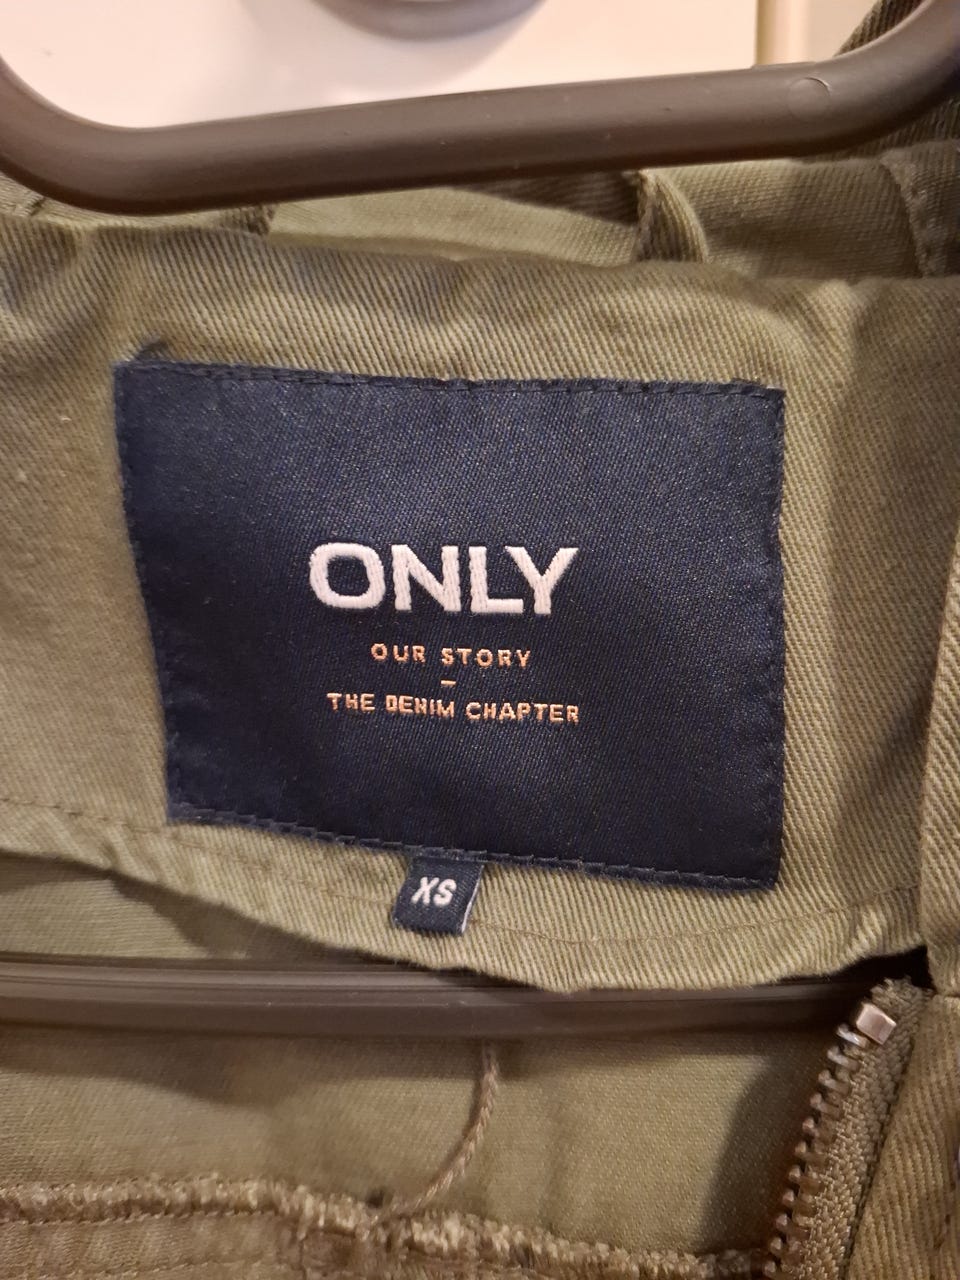 ONLY
OUR STORY
–
THE DENIM CHAPTER
XS